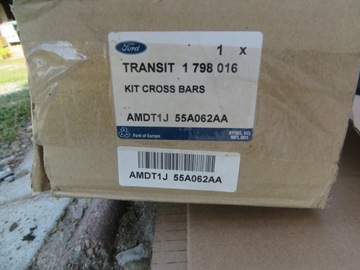 Ford
1 x
TRANSIT 1 798 016
KIT CROSS BARS
AMDT1J 55A062AA
Ford of Europe
AMDT1J 55A062AA